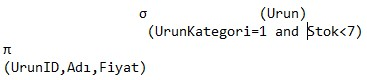 σ (Urun)
(UrunKategori=1 and Stok<7)
π
(UrunID,Adı,Fiyat)